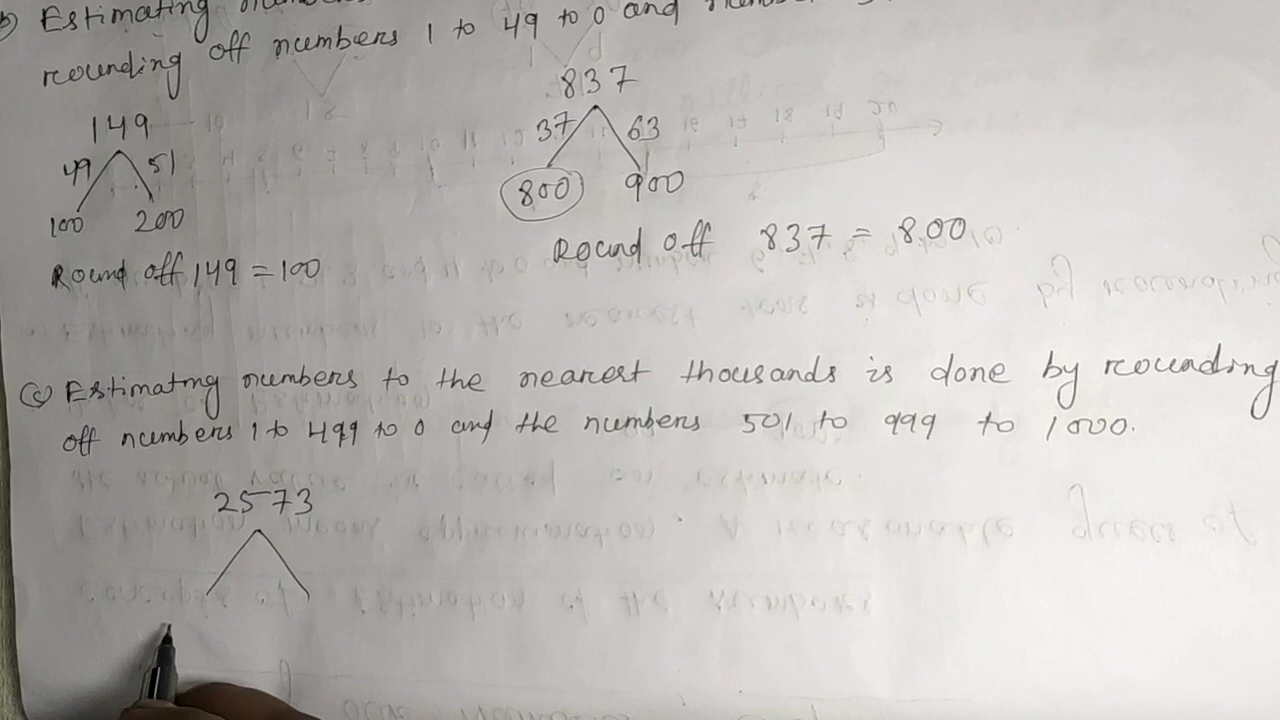 b) Estimating numbers
rounding off numbers 1 to 49 to 0 and
149
49 51
100 200
Round off 149 = 100
837
37 63
800 900
Round off 837 = 800
(c) Estimating numbers to the nearest thousands is done by rounding
off numbers 1 to 499 to 0 and the numbers 501 to 999 to 1000.
2573